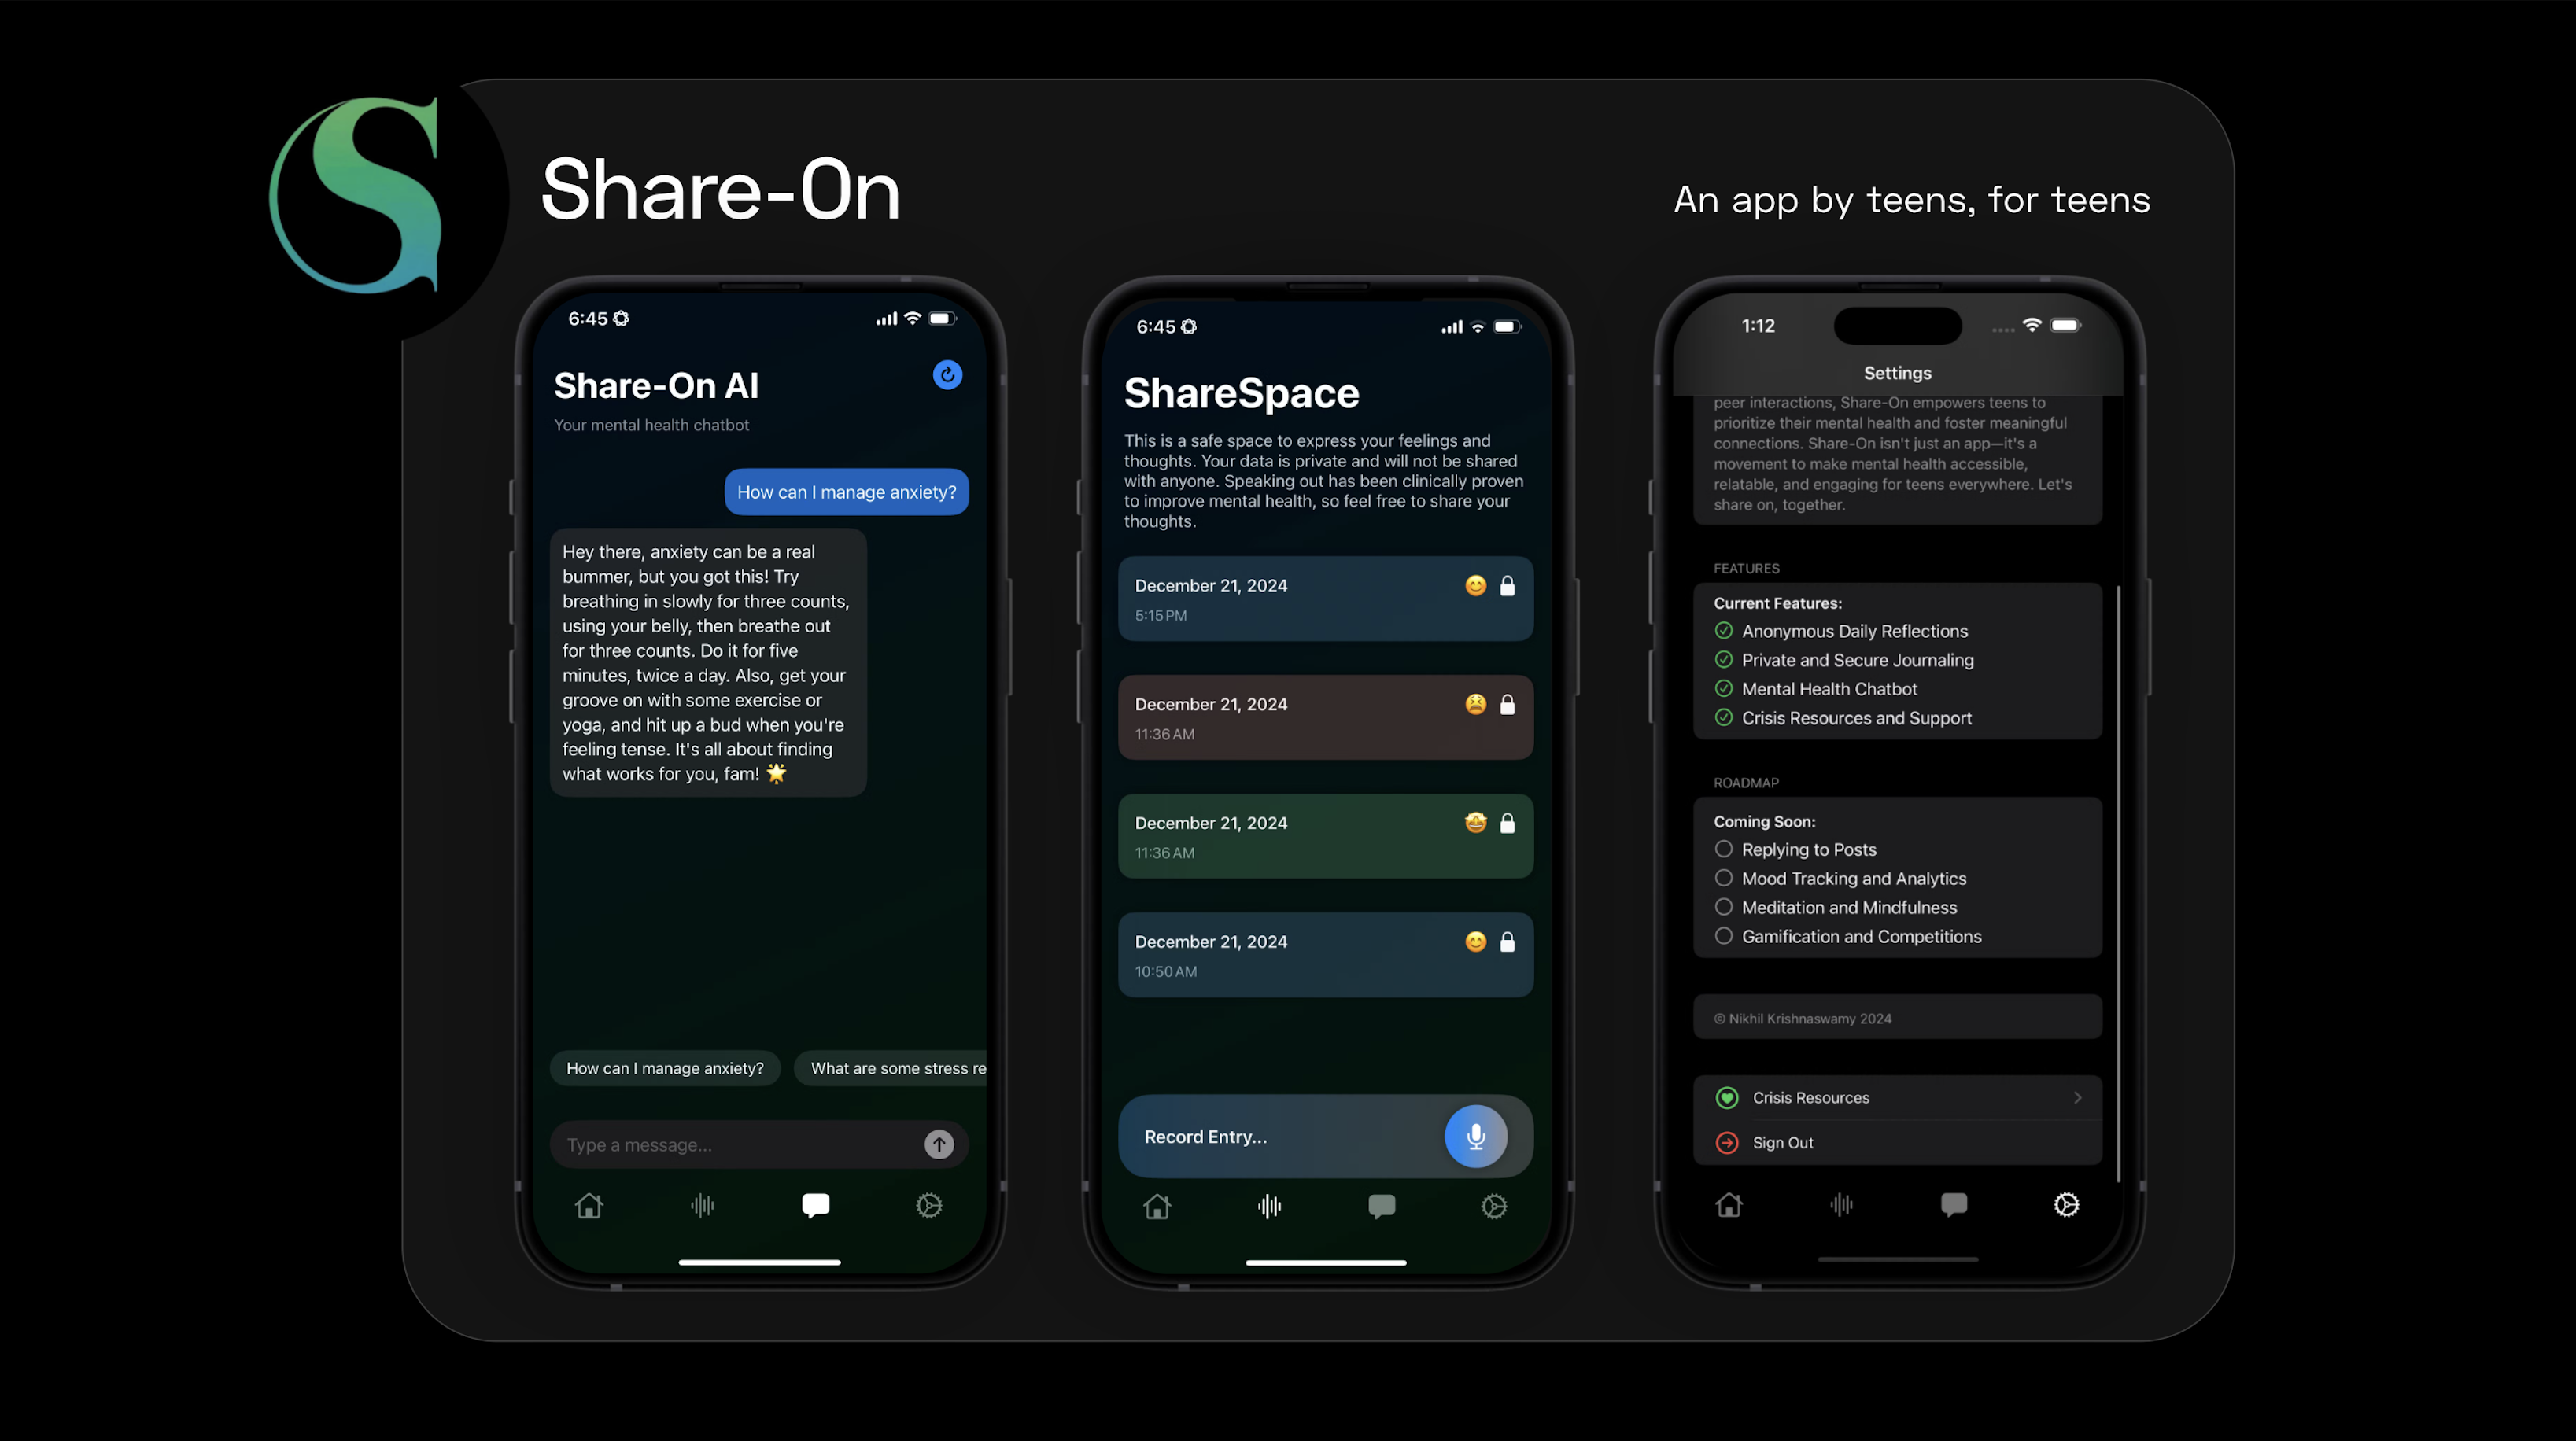 S
Share-On
An app by teens, for teens
6:45
Share-On AI
Your mental health chatbot
How can I manage anxiety?
Hey there, anxiety can be a real
bummer, but you got this! Try
breathing in slowly for three counts,
using your belly, then breathe out
for three counts. Do it for five
minutes, twice a day. Also, get your
groove on with some exercise or
yoga, and hit up a bud when you're
feeling tense. It's all about finding
what works for you, fam! 🌟
How can I manage anxiety?
What are some stress re
Type a message...
6:45
ShareSpace
This is a safe space to express your feelings and
thoughts. Your data is private and will not be shared
with anyone. Speaking out has been clinically proven
to improve mental health, so feel free to share your
thoughts.
December 21, 2024
5:15 PM
December 21, 2024
11:36 AM
December 21, 2024
11:36 AM
December 21, 2024
10:50 AM
Record Entry...
1:12
Settings
peer interactions, Share-On empowers teens to
prioritize their mental health and foster meaningful
connections. Share-On isn't just an app—it's a
movement to make mental health accessible,
relatable, and engaging for teens everywhere. Let's
share on, together.
FEATURES
Current Features:
Anonymous Daily Reflections
Private and Secure Journaling
Mental Health Chatbot
Crisis Resources and Support
ROADMAP
Coming Soon:
Replying to Posts
Mood Tracking and Analytics
Meditation and Mindfulness
Gamification and Competitions
© Nikhil Krishnaswamy 2024
Crisis Resources
Sign Out